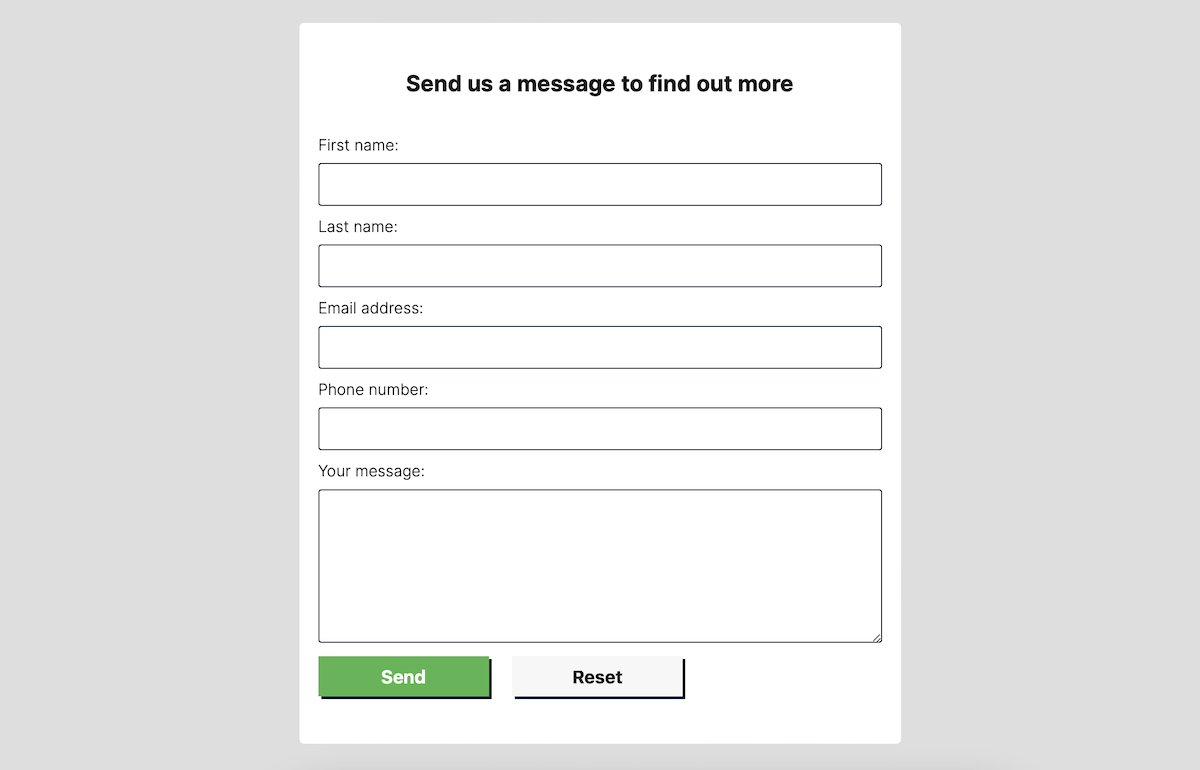 Send us a message to find out more
First name:
Last name:
Email address:
Phone number:
Your message:
Send Reset